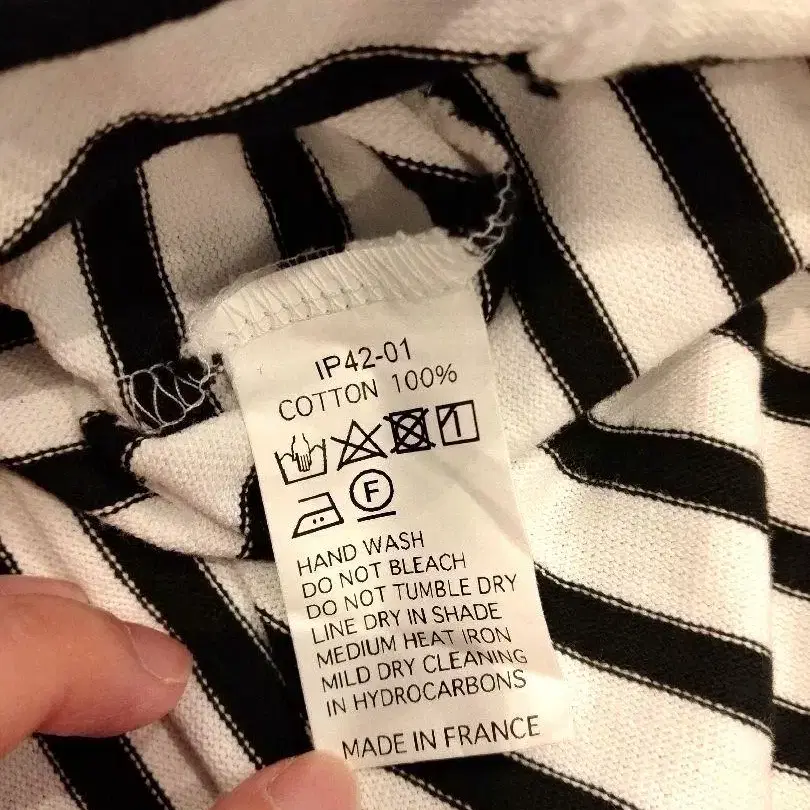 IP42-01
COTTON 100%
F
HAND WASH
DO NOT BLEACH
DO NOT TUMBLE DRY
LINE DRY IN SHADE
MEDIUM HEAT IRON
MILD DRY CLEANING
IN HYDROCARBONS
MADE IN FRANCE